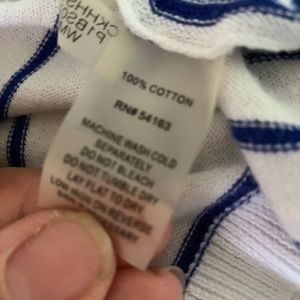 100% COTTON
RN# 54163
MACHINE WASH COLD
SEPARATELY
DO NOT BLEACH
DO NOT TUMBLE DRY
LAY FLAT TO DRY
LOW IRON ON REVERSE